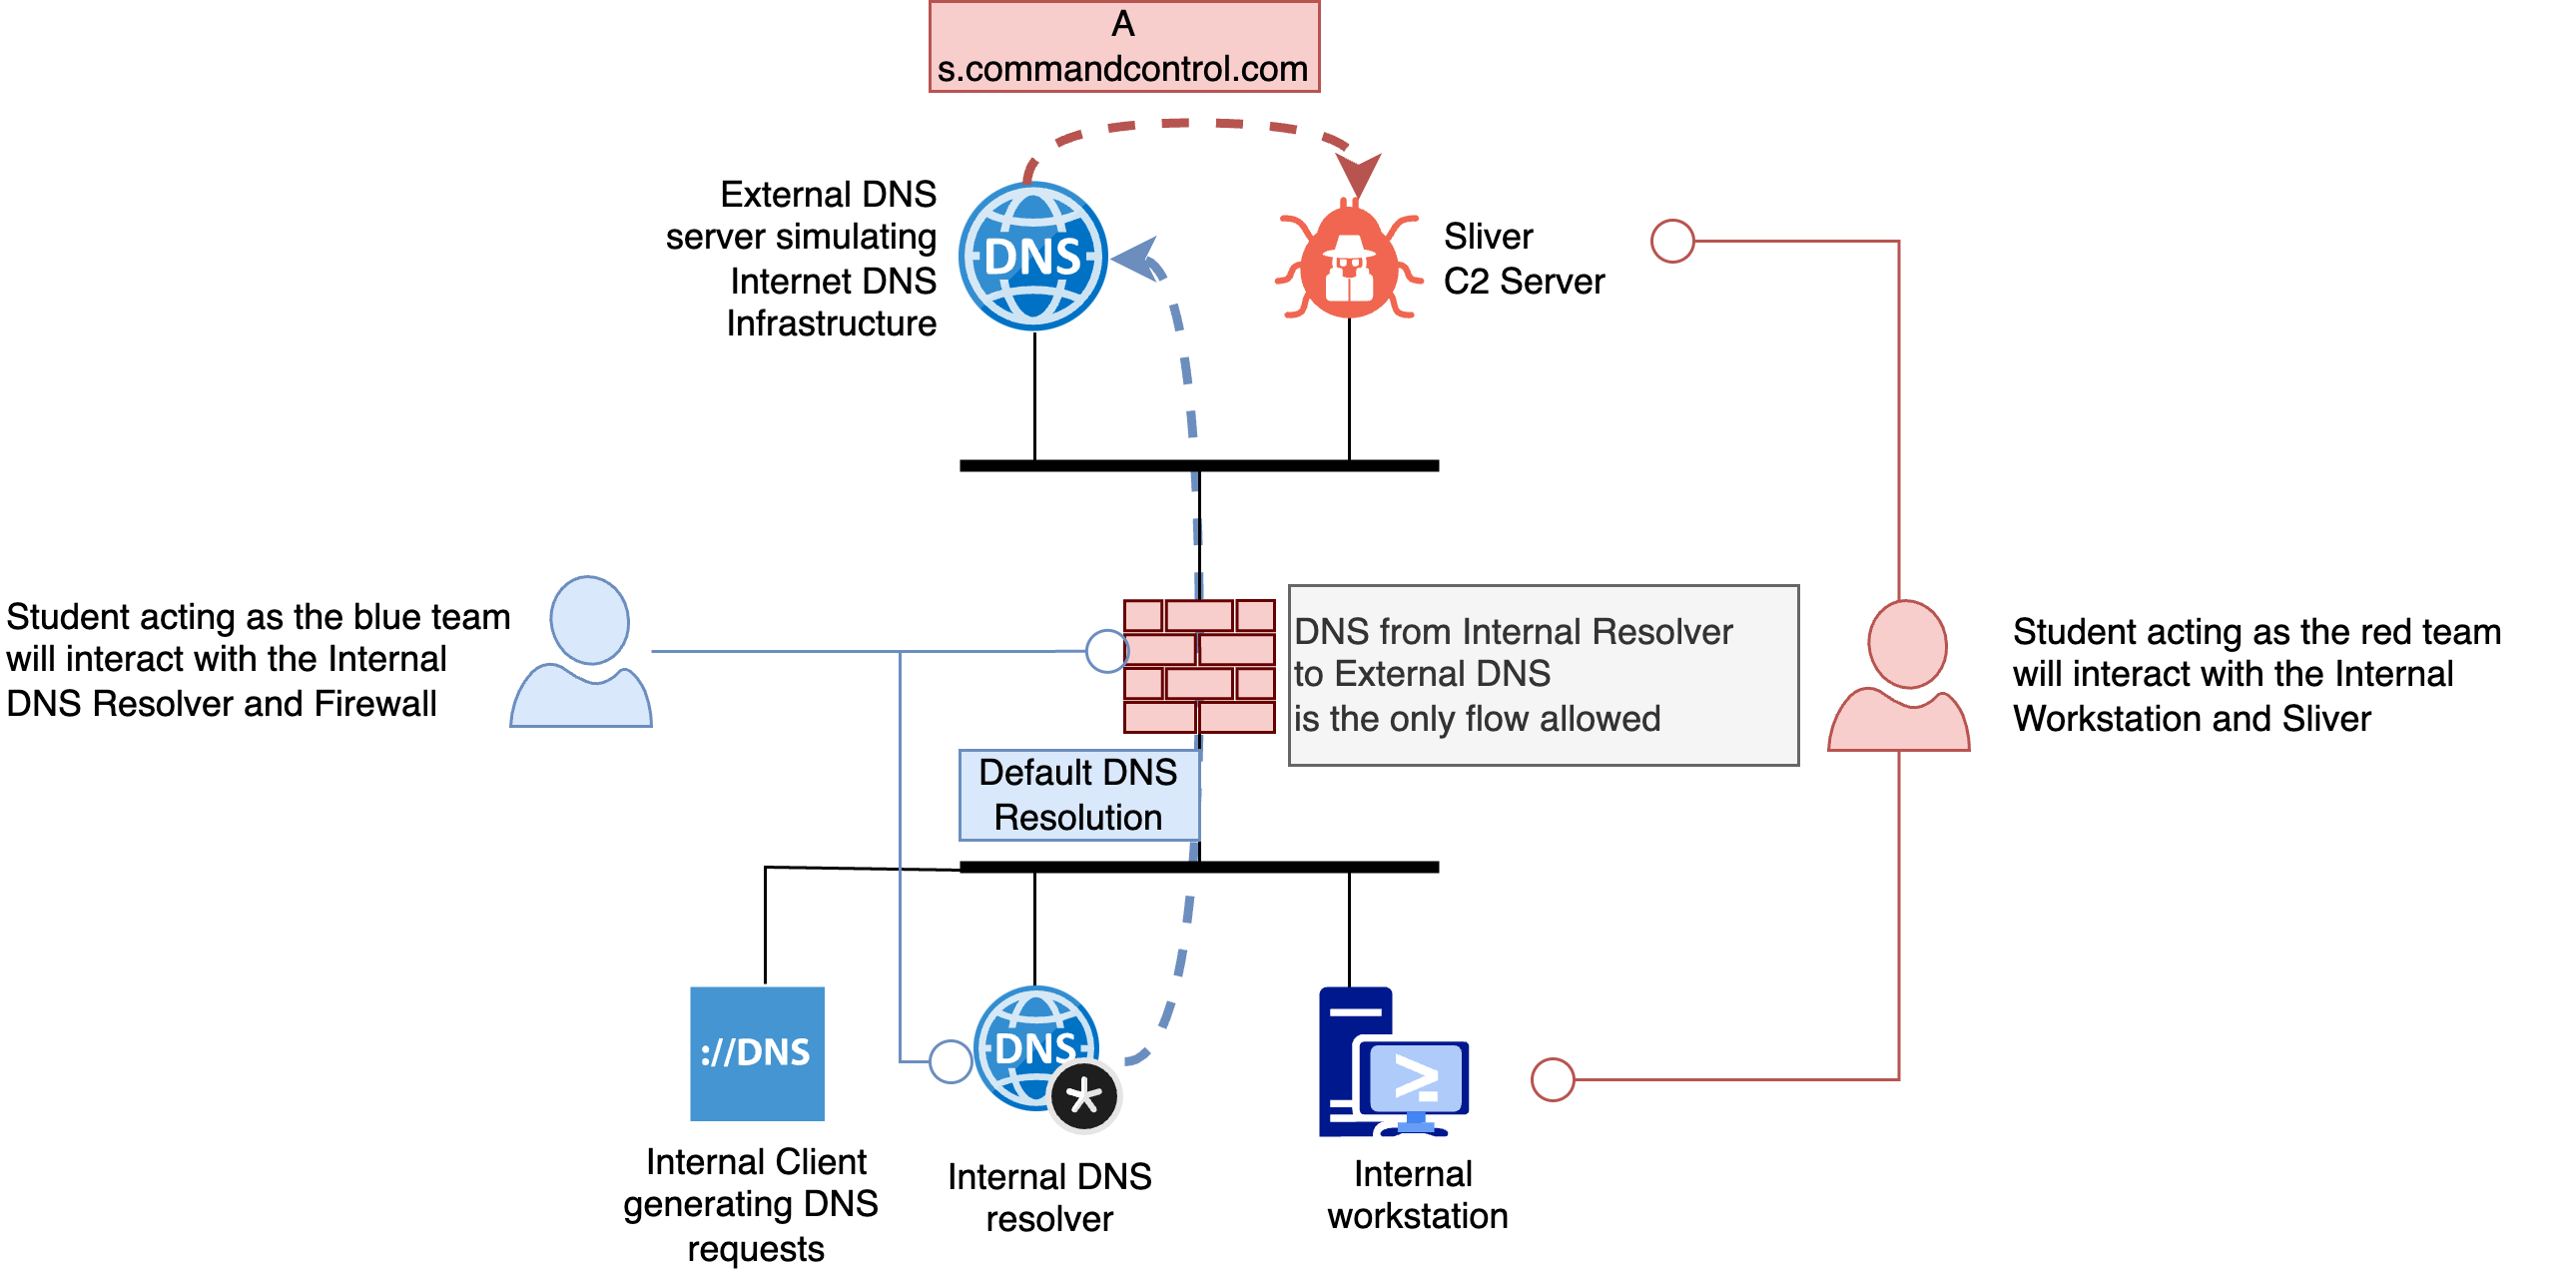 A
s.commandcontrol.com
External DNS
server simulating
Internet DNS
Infrastructure
DNS
Sliver
C2 Server
Student acting as the blue team
will interact with the Internal
DNS Resolver and Firewall
DNS from Internal Resolver
to External DNS
is the only flow allowed
Student acting as the red team
will interact with the Internal
Workstation and Sliver
Default DNS
Resolution
://DNS
DNS
*
Internal Client
generating DNS
requests
Internal DNS
resolver
Internal
workstation